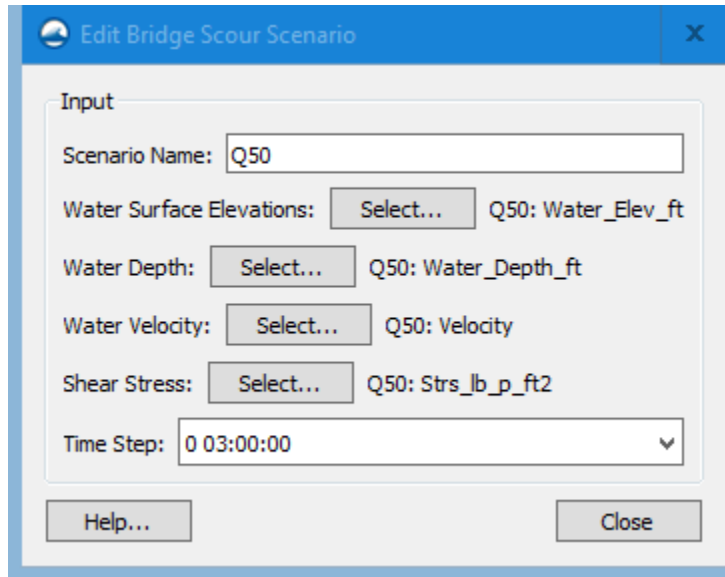 Edit Bridge Scour Scenario
Input
Scenario Name: Q50
Water Surface Elevations: Select... Q50: Water_Elev_ft
Water Depth: Select... Q50: Water_Depth_ft
Water Velocity: Select... Q50: Velocity
Shear Stress: Select... Q50: Strs_lb_p_ft2
Time Step: 0 03:00:00
Help... Close